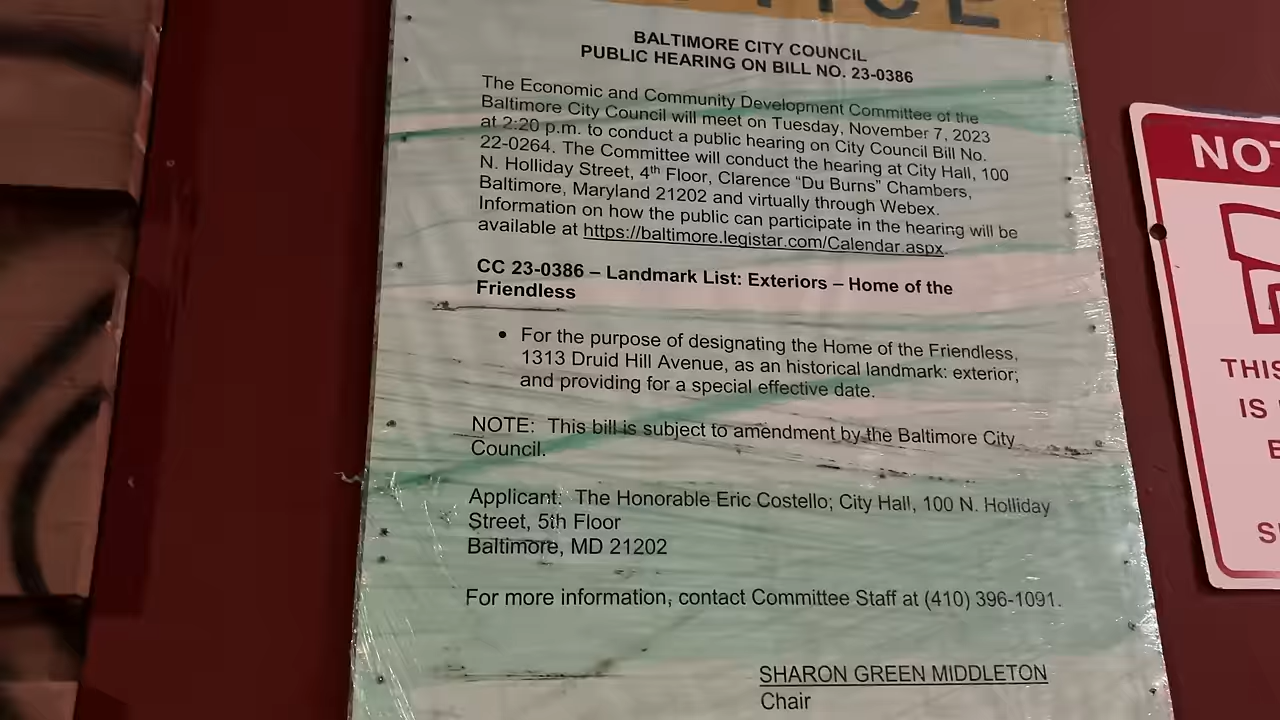 BALTIMORE CITY COUNCIL
PUBLIC HEARING ON BILL NO. 23-0386
The Economic and Community Development Committee of the
Baltimore City Council will meet on Tuesday, November 7, 2023
at 2:20 p.m. to conduct a public hearing on City Council Bill No.
22-0264. The Committee will conduct the hearing at City Hall, 100
N. Holliday Street, 4th Floor, Clarence "Du Burns" Chambers,
Baltimore, Maryland 21202 and virtually through Webex.
Information on how the public can participate in the hearing will be
available at https://baltimore.legistar.com/Calendar.aspx.
CC 23-0386 – Landmark List: Exteriors – Home of the
Friendless
• For the purpose of designating the Home of the Friendless,
1313 Druid Hill Avenue, as an historical landmark: exterior;
and providing for a special effective date.
NOTE: This bill is subject to amendment by the Baltimore City
Council.
Applicant: The Honorable Eric Costello; City Hall, 100 N. Holliday
Street, 5th Floor
Baltimore, MD 21202
For more information, contact Committee Staff at (410) 396-1091.
SHARON GREEN MIDDLETON
Chair
IS